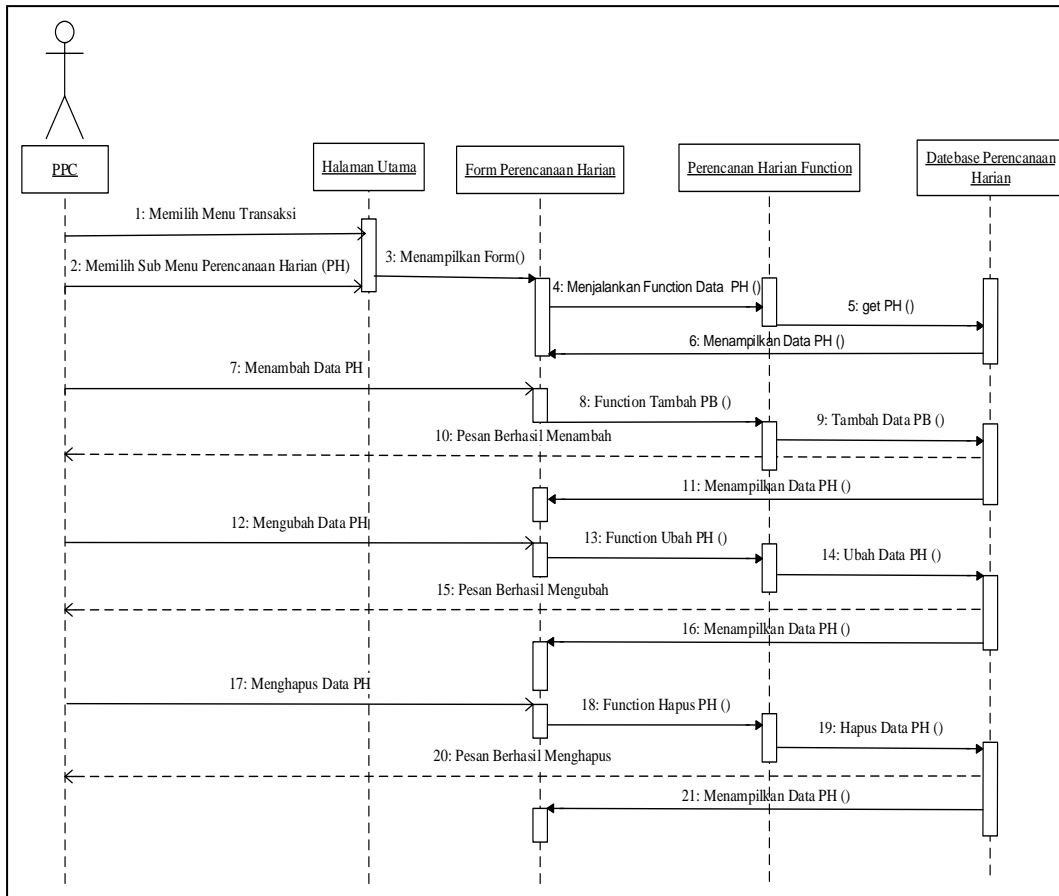 PPC
Halaman Utama
Form Perencanaan Harian
Perencanan Harian Function
Datebase Perencanaan
Harian
1: Memilih Menu Transaksi
2: Memilih Sub Menu Perencanaan Harian (PH)
3: Menampilkan Form()
4: Menjalankan Function Data PH ()
5: get PH ()
6: Menampilkan Data PH ()
7: Menambah Data PH
8: Function Tambah PB ()
9: Tambah Data PB ()
10: Pesan Berhasil Menambah
11: Menampilkan Data PH ()
12: Mengubah Data PH
13: Function Ubah PH ()
14: Ubah Data PH ()
15: Pesan Berhasil Mengubah
16: Menampilkan Data PH ()
17: Menghapus Data PH
18: Function Hapus PH ()
19: Hapus Data PH ()
20: Pesan Berhasil Menghapus
21: Menampilkan Data PH ()